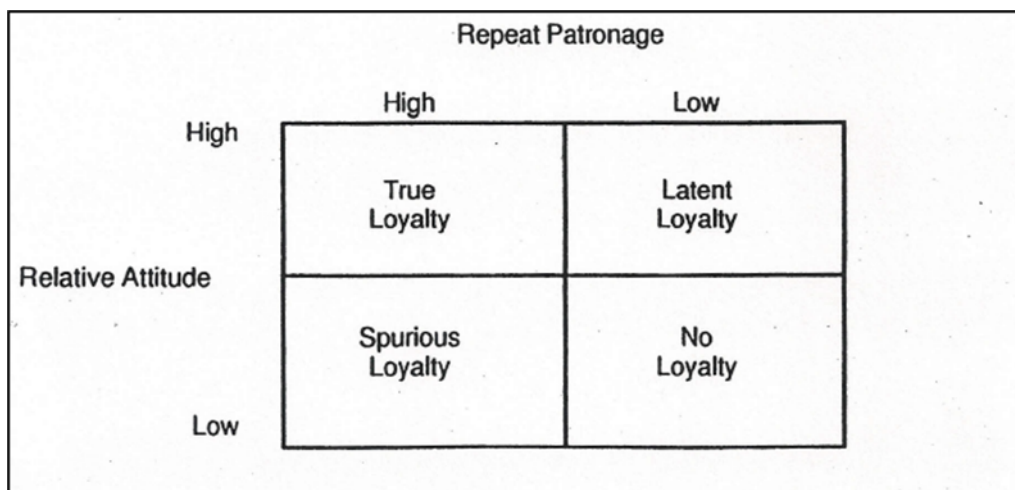 Repeat Patronage
High Low
High
True Latent
Loyalty Loyalty
Relative Attitude
Spurious No
Loyalty Loyalty
Low